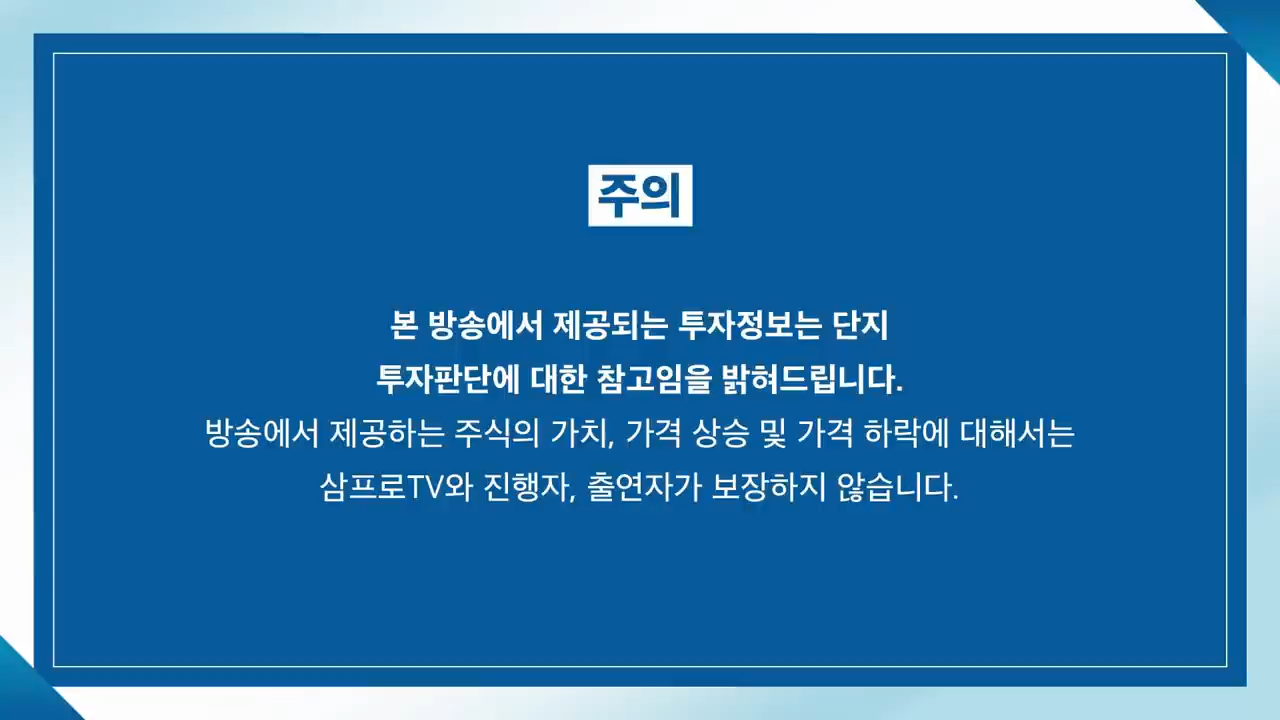 주의
본 방송에서 제공되는 투자정보는 단지
투자판단에 대한 참고임을 밝혀드립니다.
방송에서 제공하는 주식의 가치, 가격 상승 및 가격 하락에 대해서는
삼프로TV와 진행자, 출연자가 보장하지 않습니다.